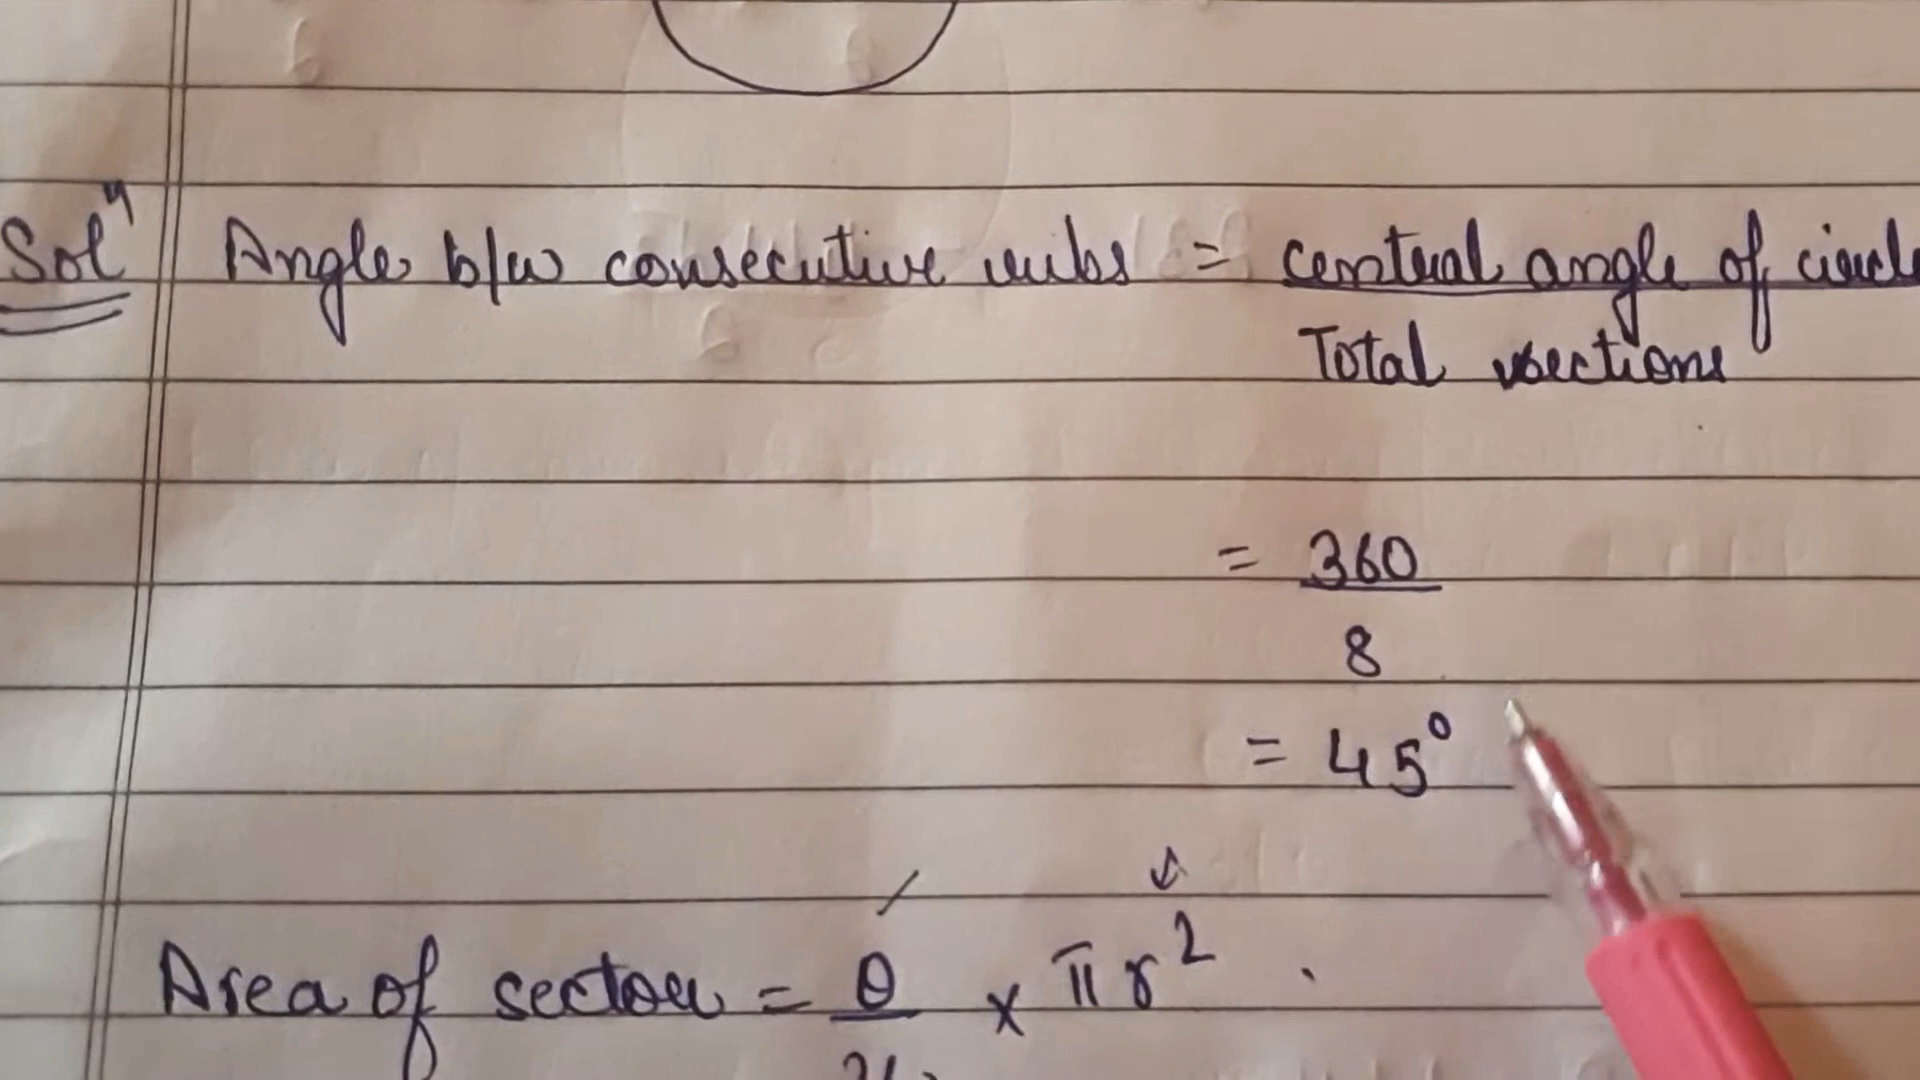 Solⁿ Angle b/w consecutive ribs = central angle of circle
Total sections
= 360
8
= 45°
Area of sector = θ × πr²